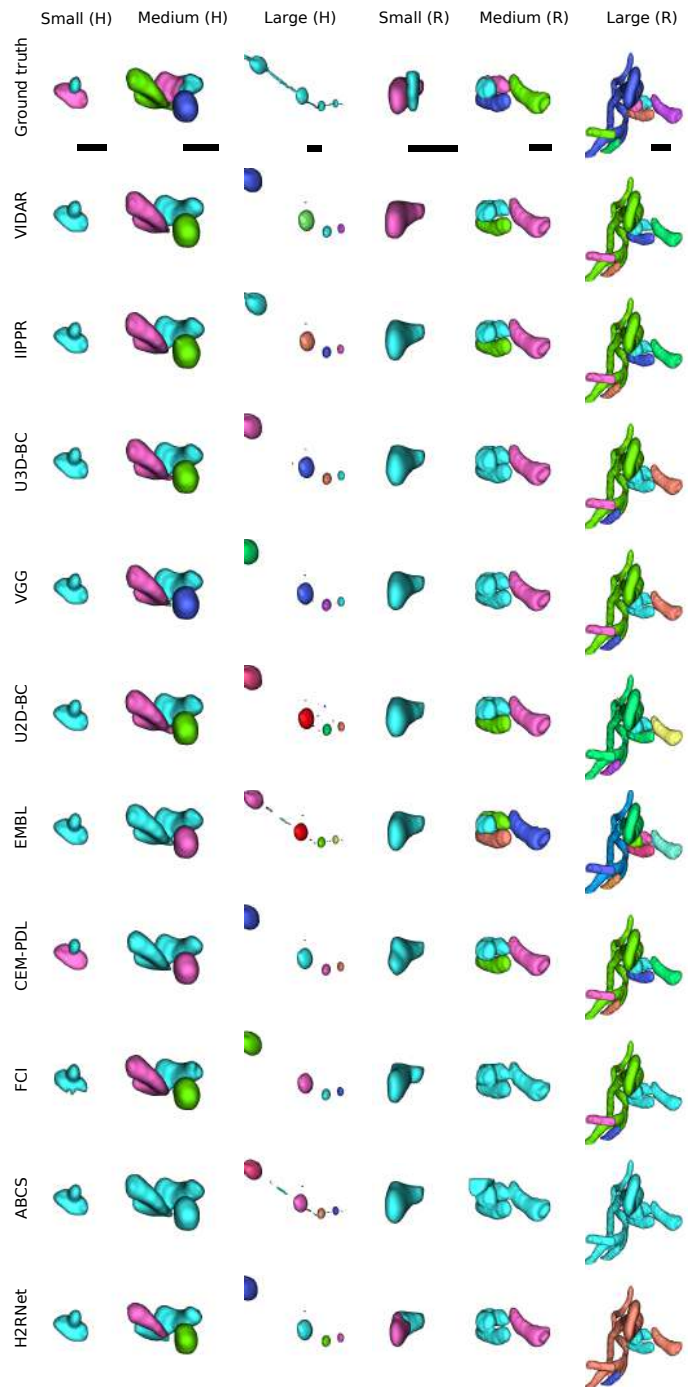 Small (H) Medium (H) Large (H) Small (R) Medium (R) Large (R)
Ground truth
VIDAR
IIPPR
U3D-BC
VGG
U2D-BC
EMBL
CEM-PDL
FCI
ABCS
H2RNet